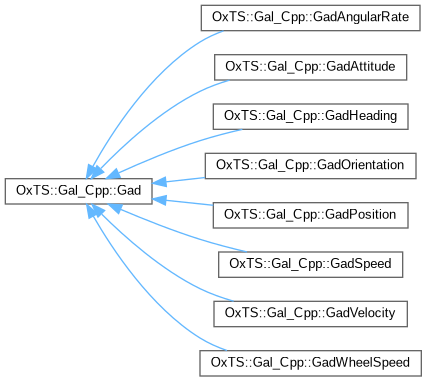 OxTS::Gal_Cpp::GadAngularRate
OxTS::Gal_Cpp::GadAttitude
OxTS::Gal_Cpp::GadHeading
OxTS::Gal_Cpp::GadOrientation
OxTS::Gal_Cpp::Gad
OxTS::Gal_Cpp::GadPosition
OxTS::Gal_Cpp::GadSpeed
OxTS::Gal_Cpp::GadVelocity
OxTS::Gal_Cpp::GadWheelSpeed